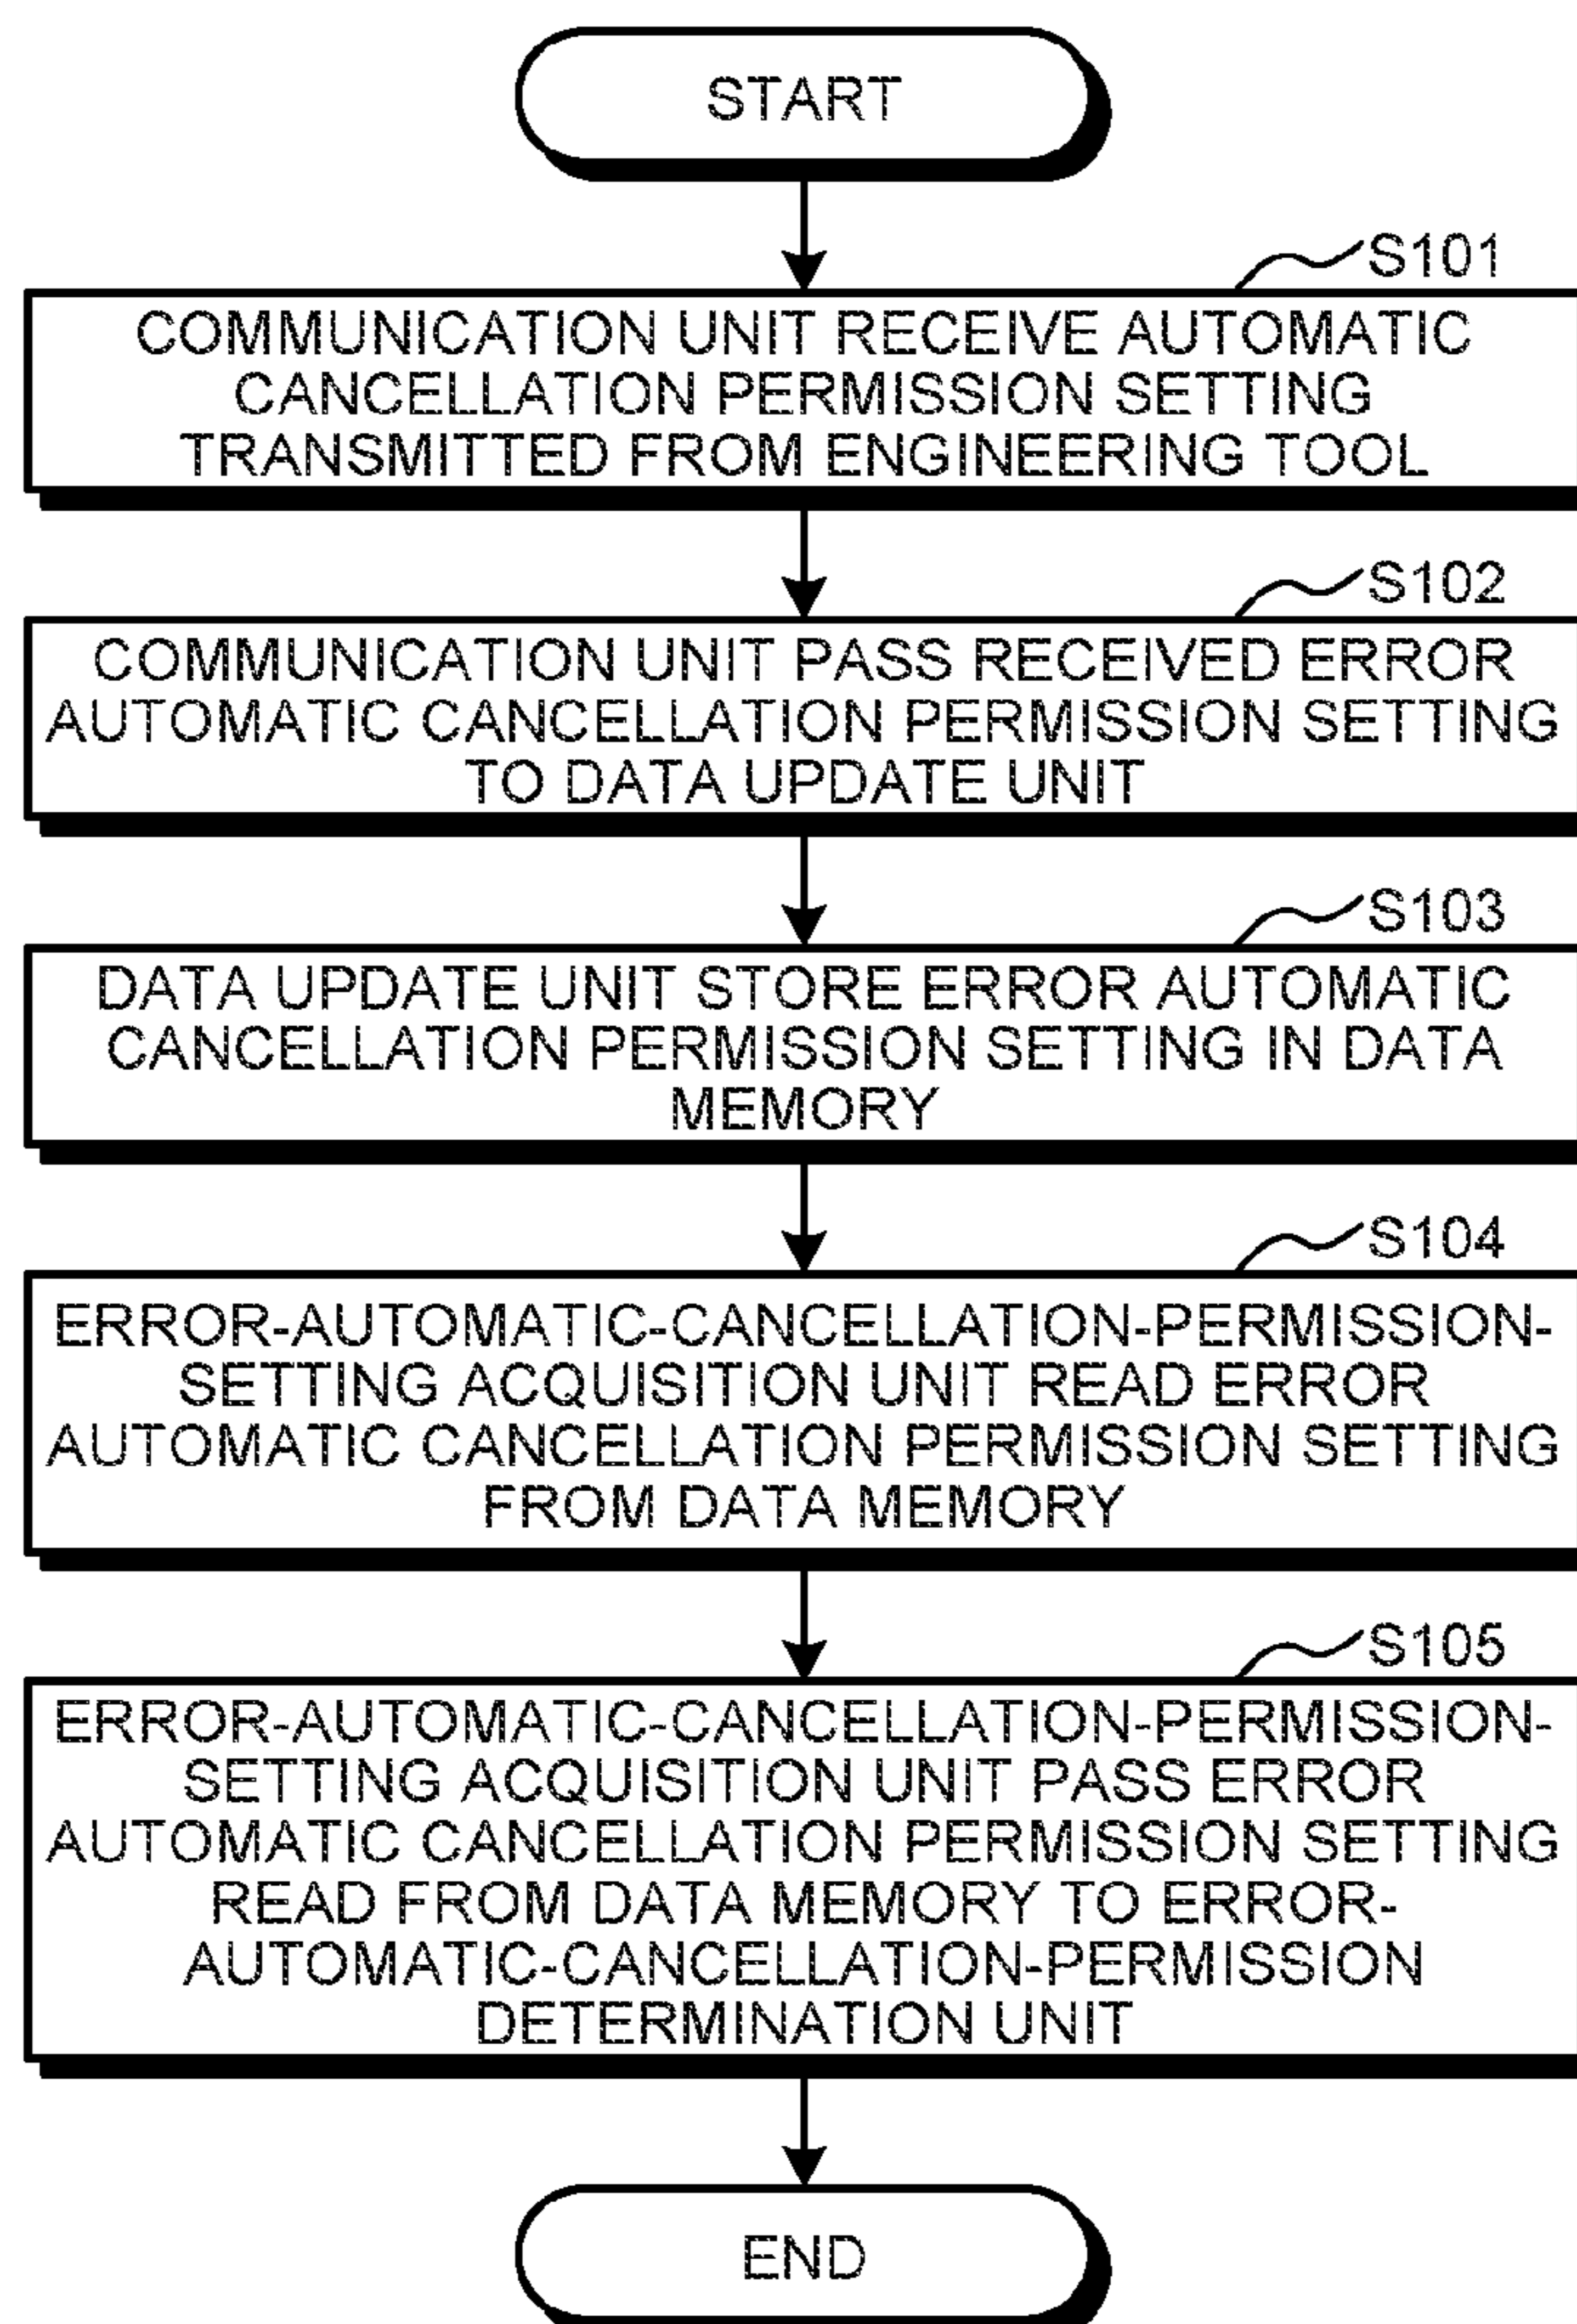 START
S101
COMMUNICATION UNIT RECEIVE AUTOMATIC
CANCELLATION PERMISSION SETTING
TRANSMITTED FROM ENGINEERING TOOL
S102
COMMUNICATION UNIT PASS RECEIVED ERROR
AUTOMATIC CANCELLATION PERMISSION SETTING
TO DATA UPDATE UNIT
S103
DATA UPDATE UNIT STORE ERROR AUTOMATIC
CANCELLATION PERMISSION SETTING IN DATA
MEMORY
S104
ERROR-AUTOMATIC-CANCELLATION-PERMISSION-
SETTING ACQUISITION UNIT READ ERROR
AUTOMATIC CANCELLATION PERMISSION SETTING
FROM DATA MEMORY
S105
ERROR-AUTOMATIC-CANCELLATION-PERMISSION-
SETTING ACQUISITION UNIT PASS ERROR
AUTOMATIC CANCELLATION PERMISSION SETTING
READ FROM DATA MEMORY TO ERROR-
AUTOMATIC-CANCELLATION-PERMISSION
DETERMINATION UNIT
END